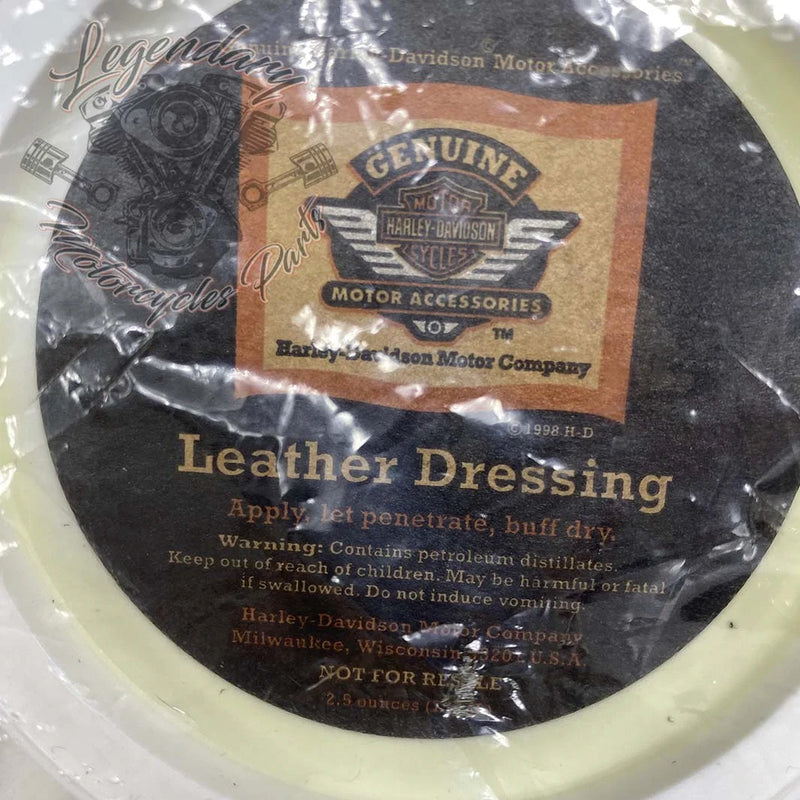 Legendary
Motorcycles Parts
Genuine Harley-Davidson Motor Accessories
©
GENUINE
MOTOR
HARLEY-DAVIDSON
CYCLES
MOTOR ACCESSORIES
TM
Harley-Davidson Motor Company
© 1998 H-D
Leather Dressing
Apply, let penetrate, buff dry.
Warning: Contains petroleum distillates.
Keep out of reach of children. May be harmful or fatal
if swallowed. Do not induce vomiting.
Harley-Davidson Motor Company
Milwaukee, Wisconsin U.S.A.
NOT FOR RESALE
2.5 ounces